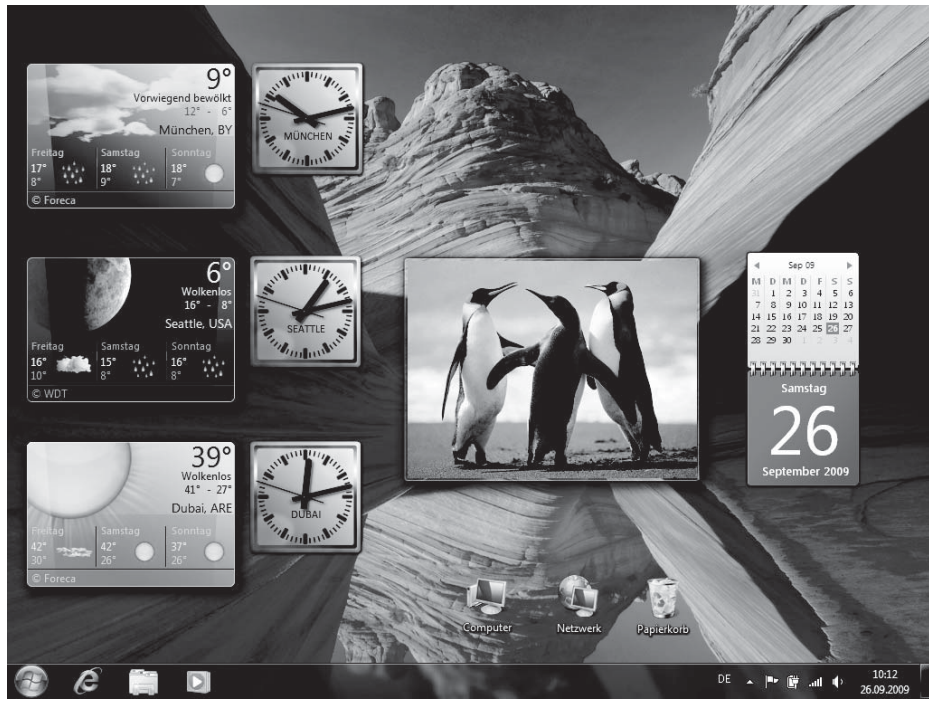 9°
Vorwiegend bewölkt
12° - 6°
München, BY
Freitag Samstag Sonntag
17° 18° 18°
8° 9° 7°
© Foreca
MÜNCHEN
6°
Wolkenlos
16° - 8°
Seattle, USA
Freitag Samstag Sonntag
16° 15° 16°
10° 8° 8°
© WDT
SEATTLE
39°
Wolkenlos
41° - 27°
Dubai, ARE
Freitag Samstag Sonntag
42° 42° 37°
30° 26° 26°
© Foreca
DUBAI
Sep 09
M D M D F S S
31 1 2 3 4 5 6
7 8 9 10 11 12 13
14 15 16 17 18 19 20
21 22 23 24 25 26 27
28 29 30 1 2 3 4
Samstag
26
September 2009
Computer Netzwerk Papierkorb
DE 10:12
26.09.2009